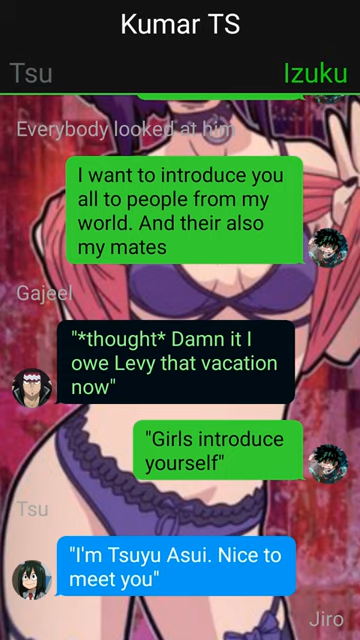 Kumar TS
Tsu Izuku
Everybody looked at him
I want to introduce you
all to people from my
world. And their also
my mates
Gajeel
"*thought* Damn it I
owe Levy that vacation
now"
"Girls introduce
yourself"
Tsu
"I'm Tsuyu Asui. Nice to
meet you"
Jiro